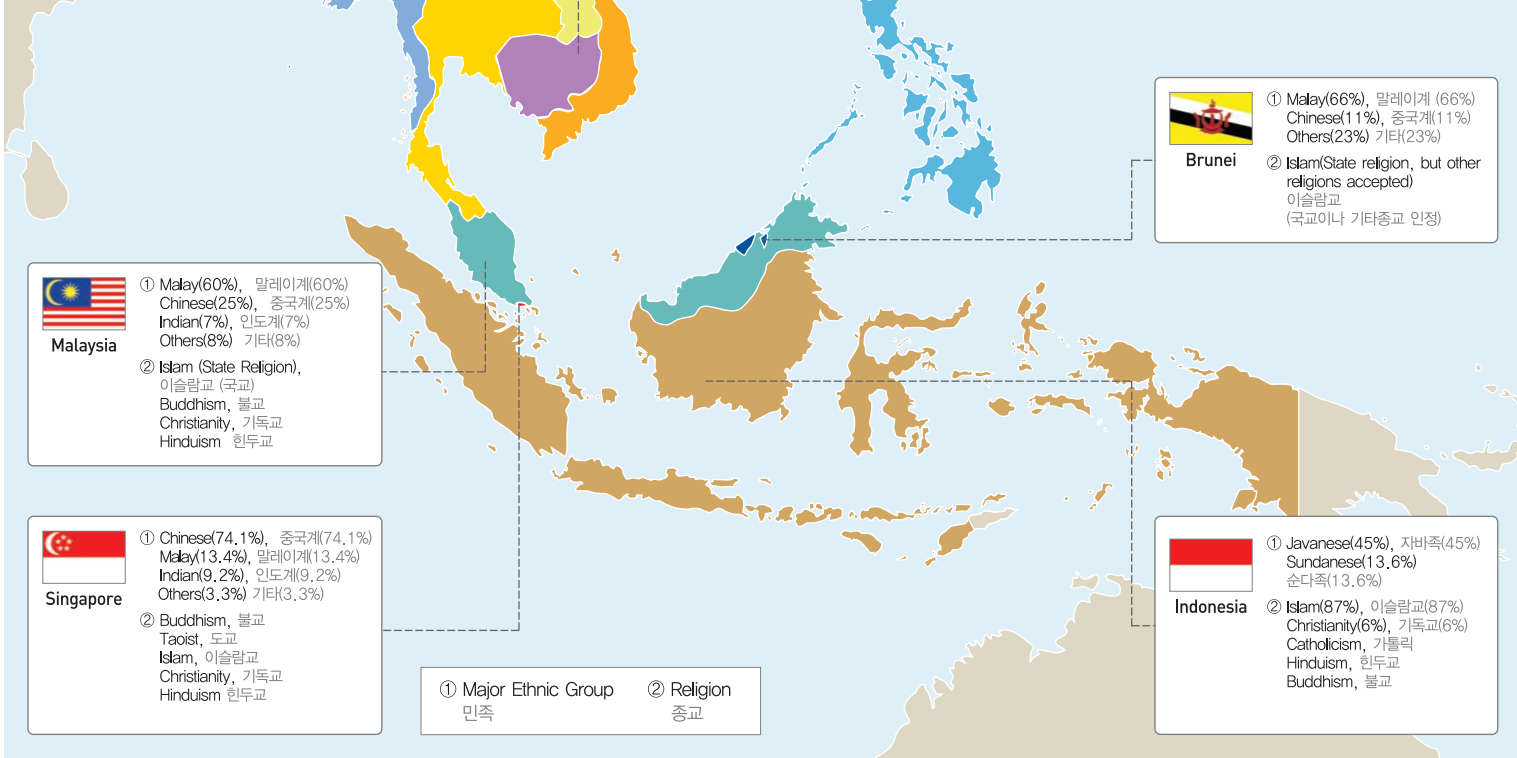 Malaysia
① Malay(60%), 말레이계(60%)
Chinese(25%), 중국계(25%)
Indian(7%), 인도계(7%)
Others(8%) 기타(8%)
② Islam (State Religion),
이슬람교 (국교)
Buddhism, 불교
Christianity, 기독교
Hinduism 힌두교
Singapore
① Chinese(74.1%), 중국계(74.1%)
Malay(13.4%), 말레이계(13.4%)
Indian(9.2%), 인도계(9.2%)
Others(3.3%) 기타(3.3%)
② Buddhism, 불교
Taoist, 도교
Islam, 이슬람교
Christianity, 기독교
Hinduism 힌두교
① Major Ethnic Group ② Religion
민족 종교
Brunei
① Malay(66%), 말레이계 (66%)
Chinese(11%), 중국계(11%)
Others(23%) 기타(23%)
② Islam(State religion, but other
religions accepted)
이슬람교
(국교이나 기타종교 인정)
Indonesia
① Javanese(45%), 자바족(45%)
Sundanese(13.6%)
순다족(13.6%)
② Islam(87%), 이슬람교(87%)
Christianity(6%), 기독교(6%)
Catholicism, 가톨릭
Hinduism, 힌두교
Buddhism, 불교